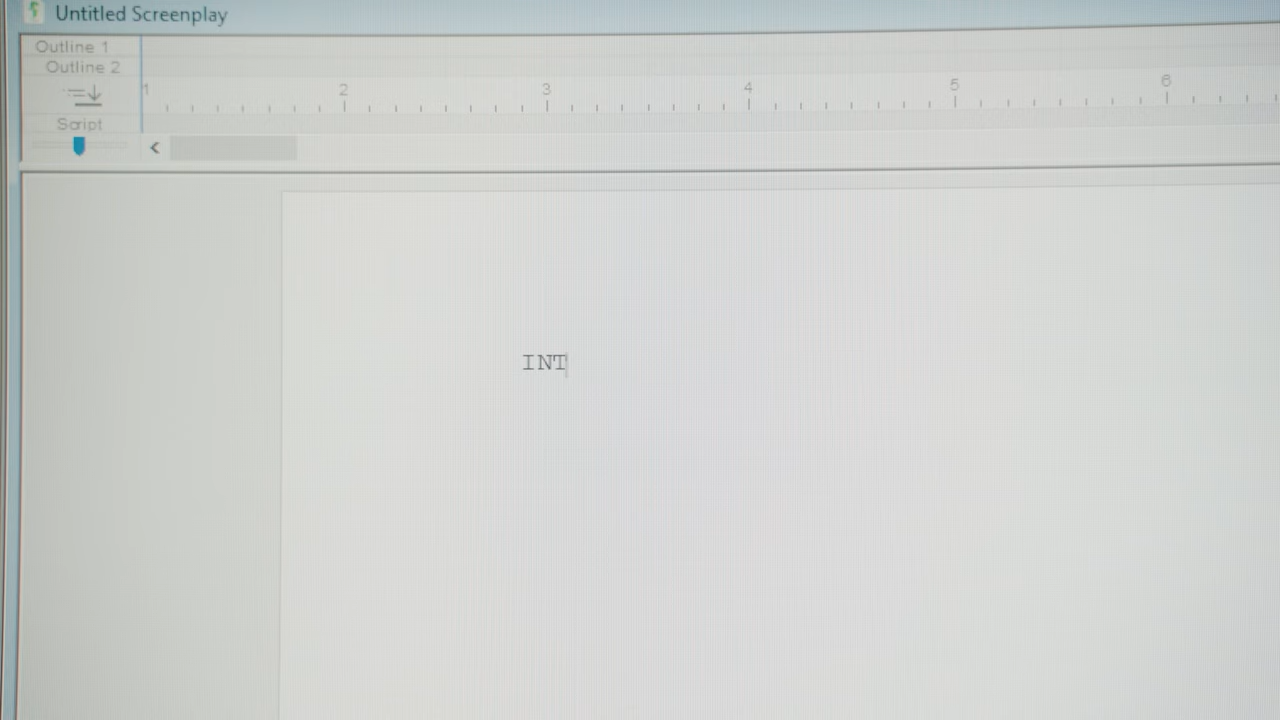 Untitled Screenplay
Outline 1
Outline 2
1 2 3 4 5 6
Script
INT